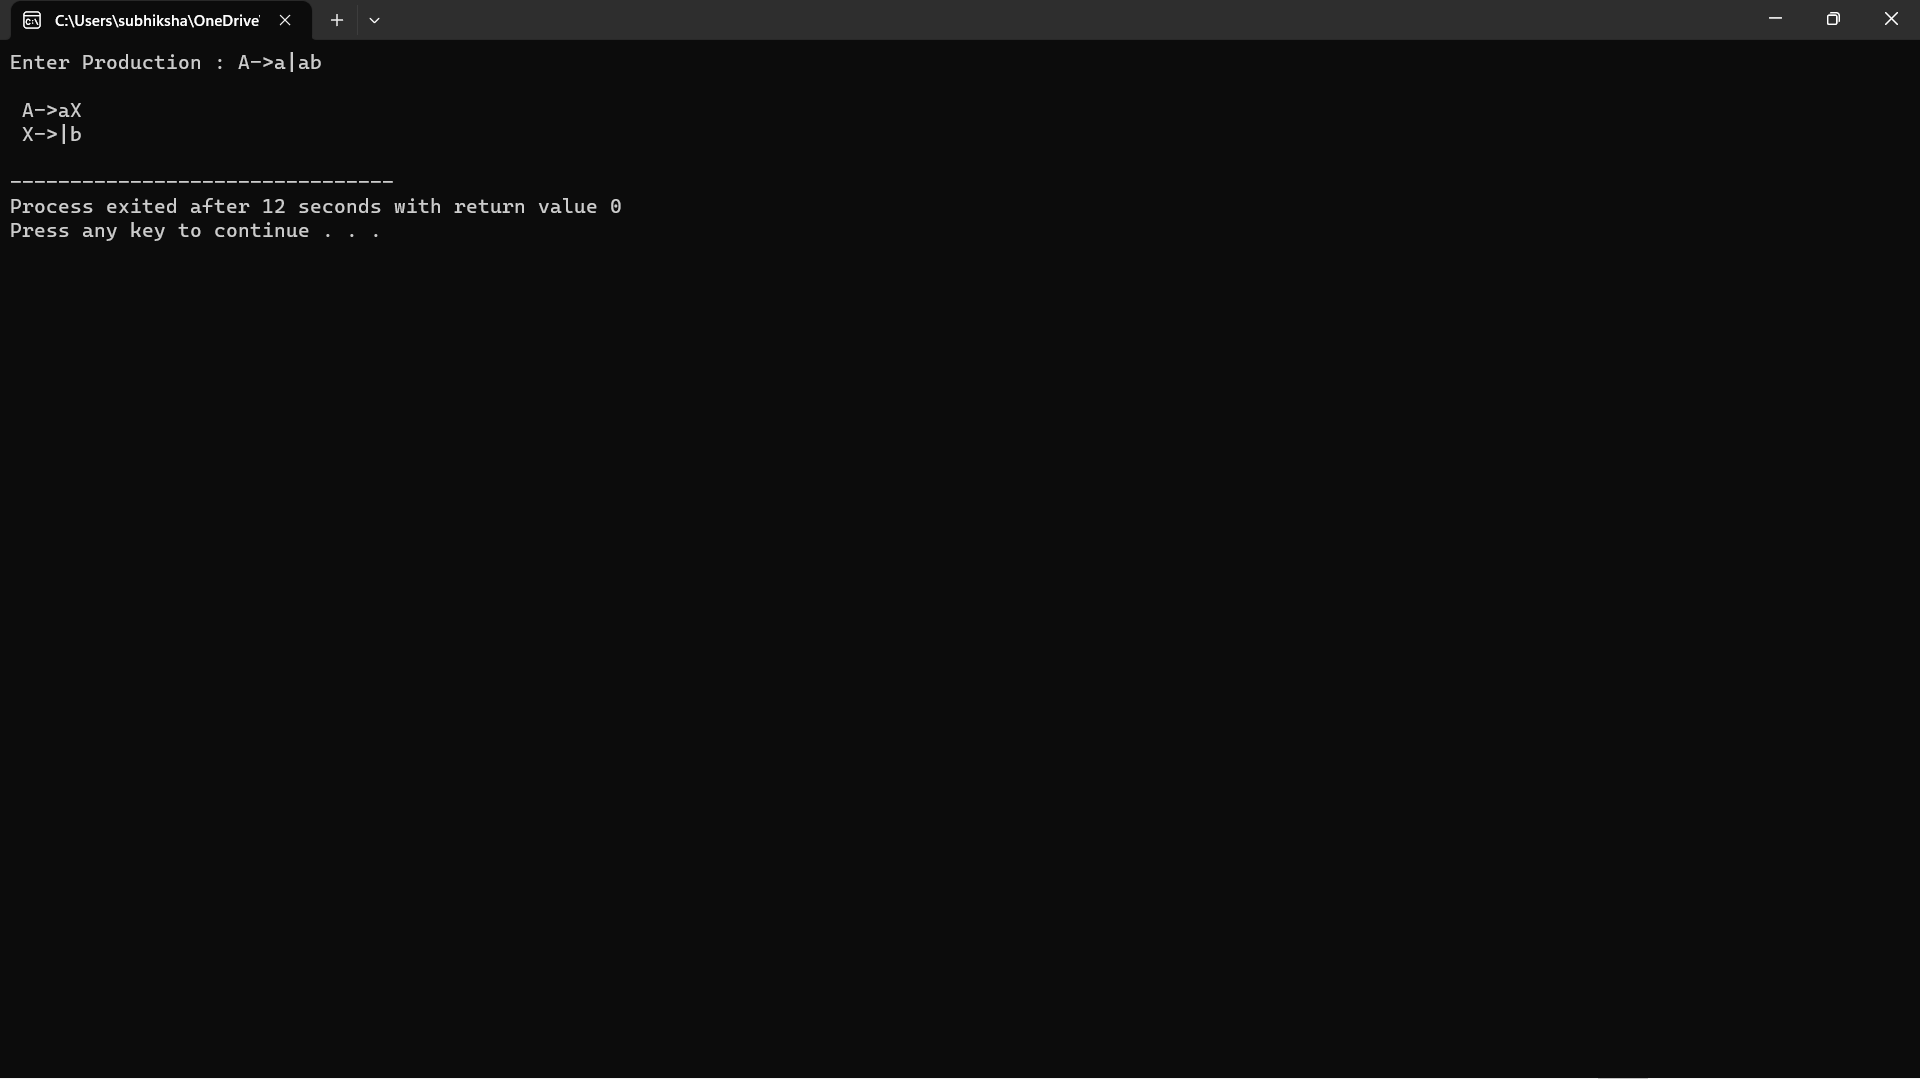 C:\Users\subhiksha\OneDrive\
Enter Production : A->a|ab
A->aX
X->|b
--------------------------------
Process exited after 12 seconds with return value 0
Press any key to continue . . .